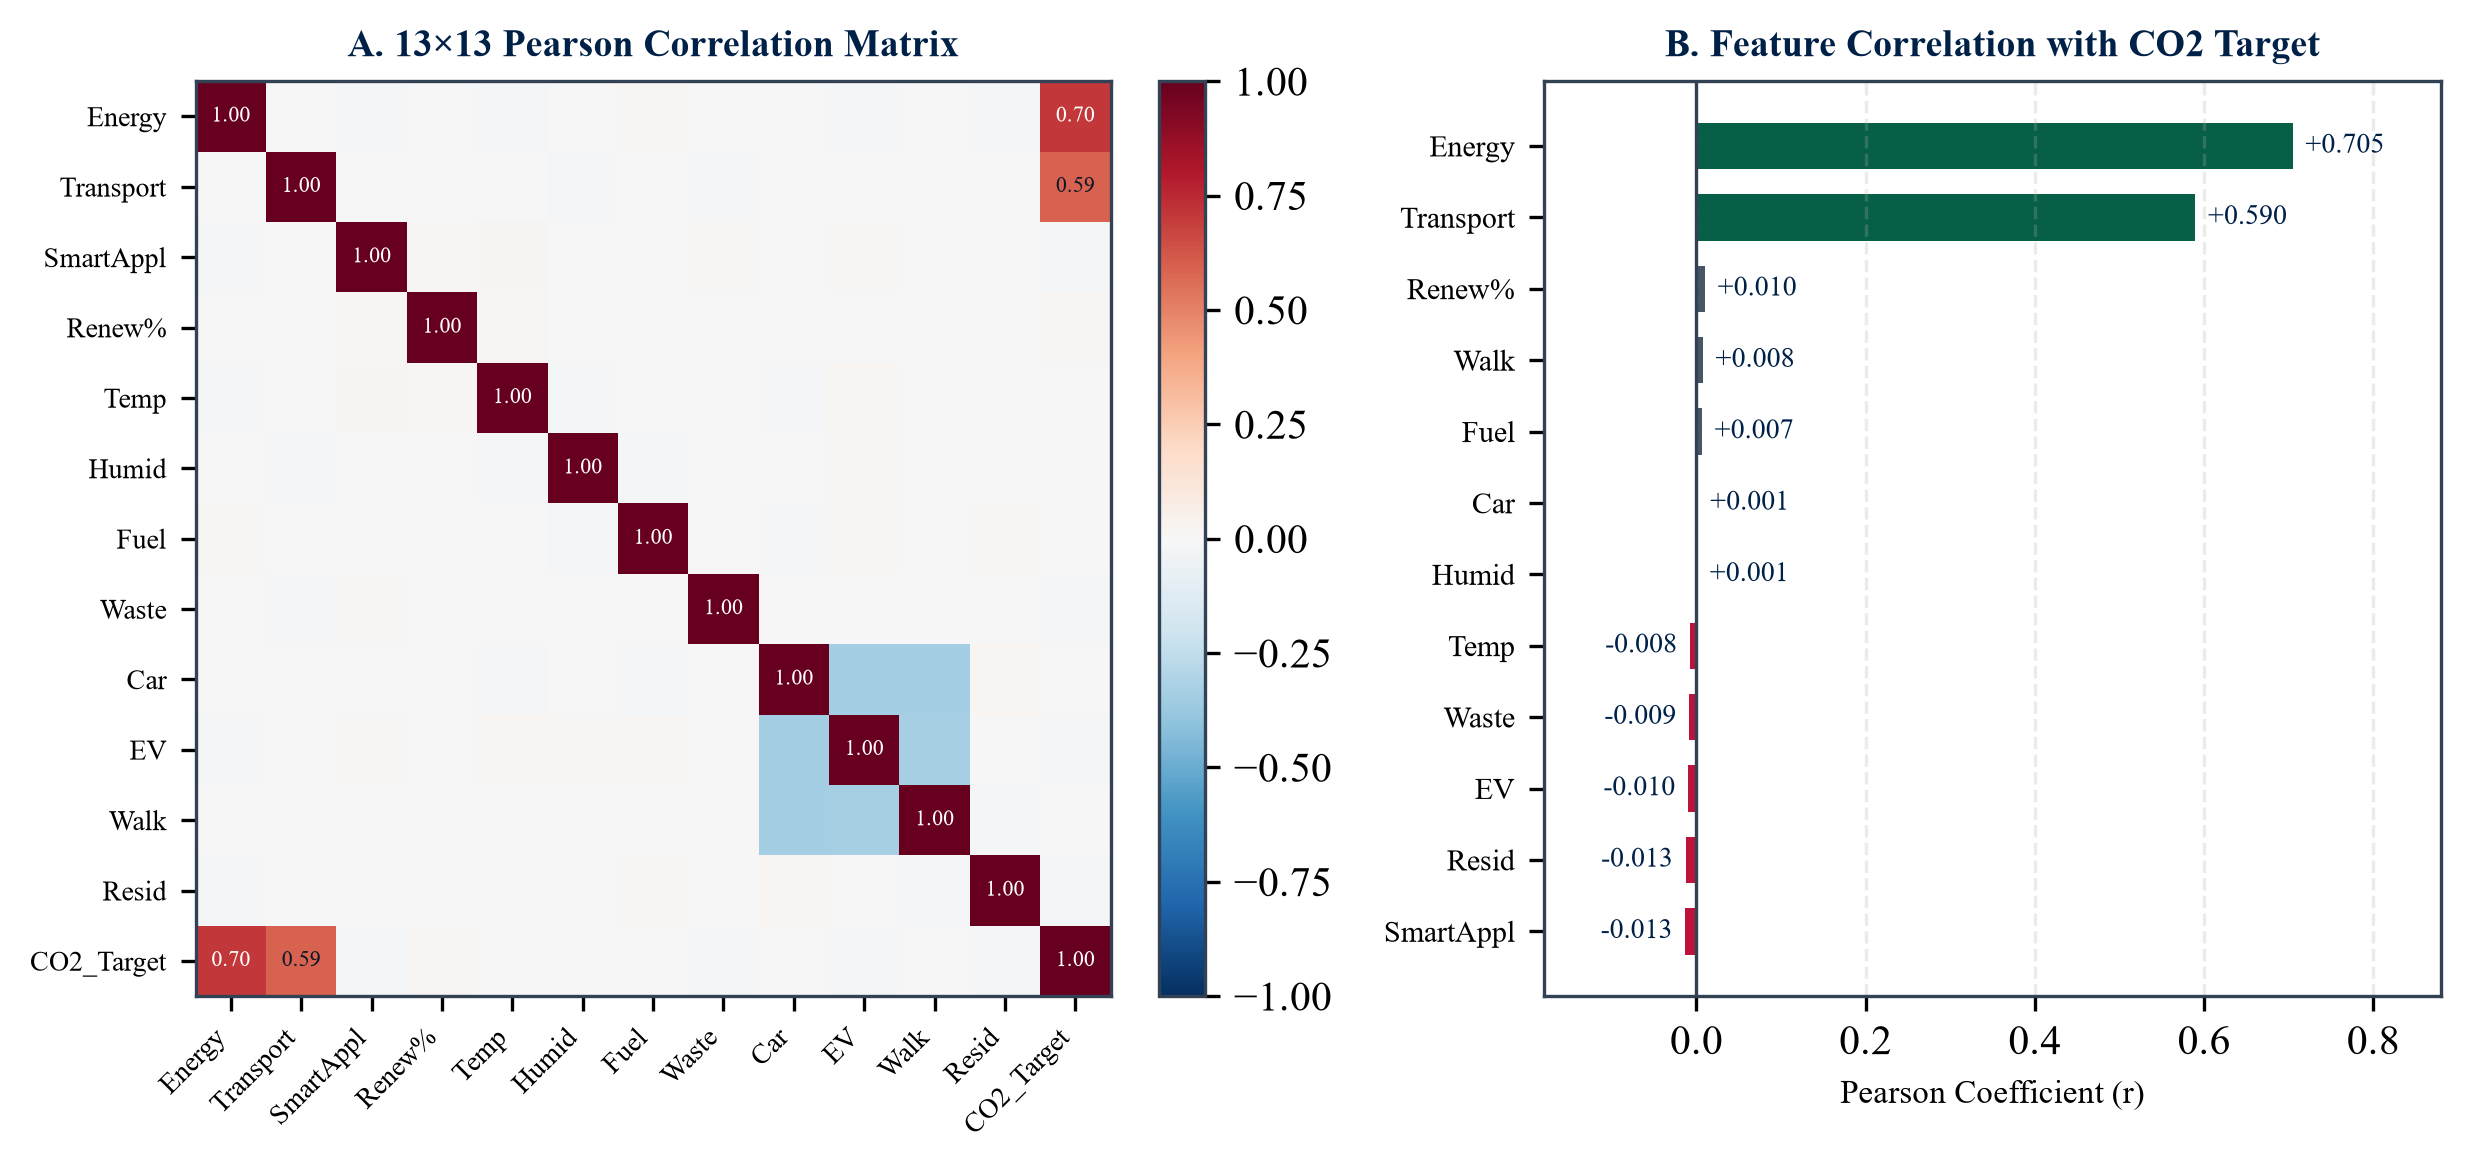 A. 13×13 Pearson Correlation Matrix
Energy
Transport
SmartAppl
Renew%
Temp
Humid
Fuel
Waste
Car
EV
Walk
Resid
CO2_Target
1.00 0.70
1.00 0.59
1.00
1.00
1.00
1.00
1.00
1.00
1.00
1.00
1.00
1.00
0.70 0.59 1.00
Energy Transport SmartAppl Renew% Temp Humid Fuel Waste Car EV Walk Resid CO2_Target
1.00
0.75
0.50
0.25
0.00
−0.25
−0.50
−0.75
−1.00
B. Feature Correlation with CO2 Target
Energy +0.705
Transport +0.590
Renew% +0.010
Walk +0.008
Fuel +0.007
Car +0.001
Humid +0.001
Temp -0.008
Waste -0.009
EV -0.010
Resid -0.013
SmartAppl -0.013
0.0 0.2 0.4 0.6 0.8
Pearson Coefficient (r)